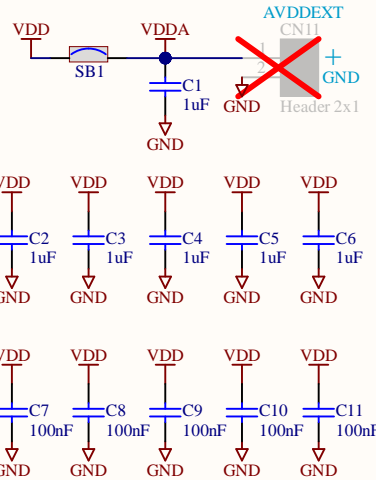 AVDDEXT
VDD VDDA CN11
1
2
SB1
C1
1uF
+
GND
GND
Header 2x1
GND
VDD VDD VDD VDD VDD
C2 C3 C4 C5 C6
1uF 1uF 1uF 1uF 1uF
GND GND GND GND GND
VDD VDD VDD VDD VDD
C7 C8 C9 C10 C11
100nF 100nF 100nF 100nF 100nF
GND GND GND GND GND